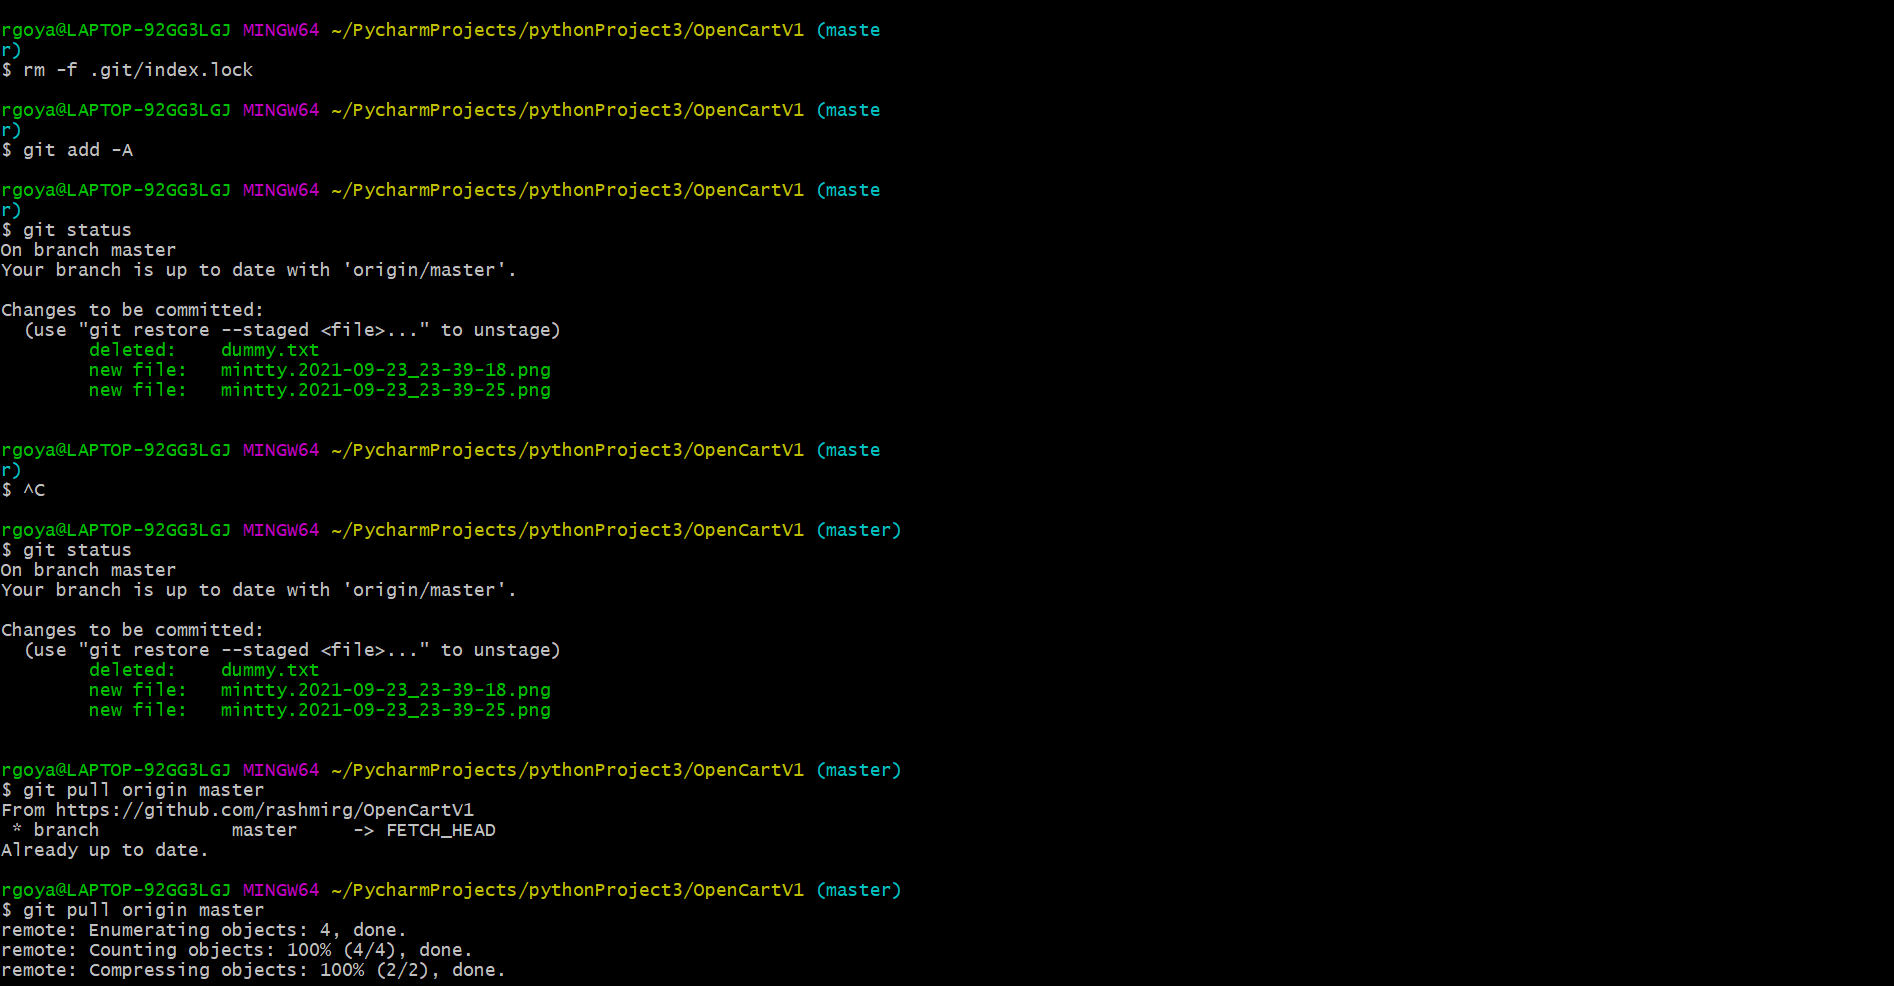 rgoya@LAPTOP-92GG3LGJ MINGW64 ~/PycharmProjects/pythonProject3/OpenCartV1 (maste
r)
$ rm -f .git/index.lock
rgoya@LAPTOP-92GG3LGJ MINGW64 ~/PycharmProjects/pythonProject3/OpenCartV1 (maste
r)
$ git add -A
rgoya@LAPTOP-92GG3LGJ MINGW64 ~/PycharmProjects/pythonProject3/OpenCartV1 (maste
r)
$ git status
On branch master
Your branch is up to date with 'origin/master'.
Changes to be committed:
  (use "git restore --staged <file>..." to unstage)
        deleted:    dummy.txt
        new file:   mintty.2021-09-23_23-39-18.png
        new file:   mintty.2021-09-23_23-39-25.png
rgoya@LAPTOP-92GG3LGJ MINGW64 ~/PycharmProjects/pythonProject3/OpenCartV1 (maste
r)
$ ^C
rgoya@LAPTOP-92GG3LGJ MINGW64 ~/PycharmProjects/pythonProject3/OpenCartV1 (master)
$ git status
On branch master
Your branch is up to date with 'origin/master'.
Changes to be committed:
  (use "git restore --staged <file>..." to unstage)
        deleted:    dummy.txt
        new file:   mintty.2021-09-23_23-39-18.png
        new file:   mintty.2021-09-23_23-39-25.png
rgoya@LAPTOP-92GG3LGJ MINGW64 ~/PycharmProjects/pythonProject3/OpenCartV1 (master)
$ git pull origin master
From https://github.com/rashmirg/OpenCartV1
 * branch            master     -> FETCH_HEAD
Already up to date.
rgoya@LAPTOP-92GG3LGJ MINGW64 ~/PycharmProjects/pythonProject3/OpenCartV1 (master)
$ git pull origin master
remote: Enumerating objects: 4, done.
remote: Counting objects: 100% (4/4), done.
remote: Compressing objects: 100% (2/2), done.